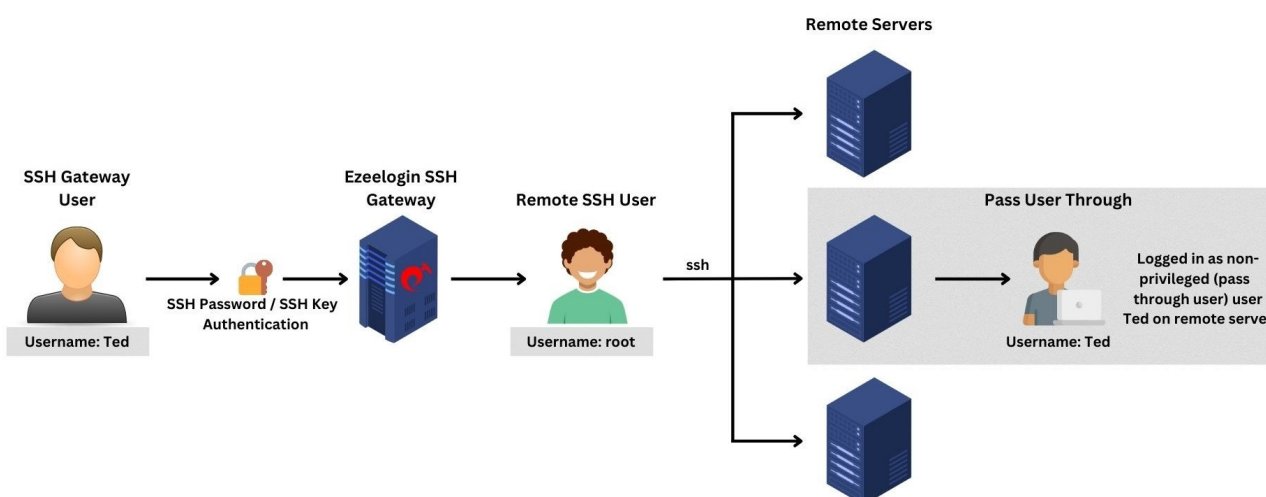 Remote Servers
SSH Gateway
User
Ezeelogin SSH
Gateway
Remote SSH User
Pass User Through
ssh
Logged in as non-
privileged (pass
through user) user
Ted on remote serve
SSH Password / SSH Key
Authentication
Username: Ted
Username: root
Username: Ted